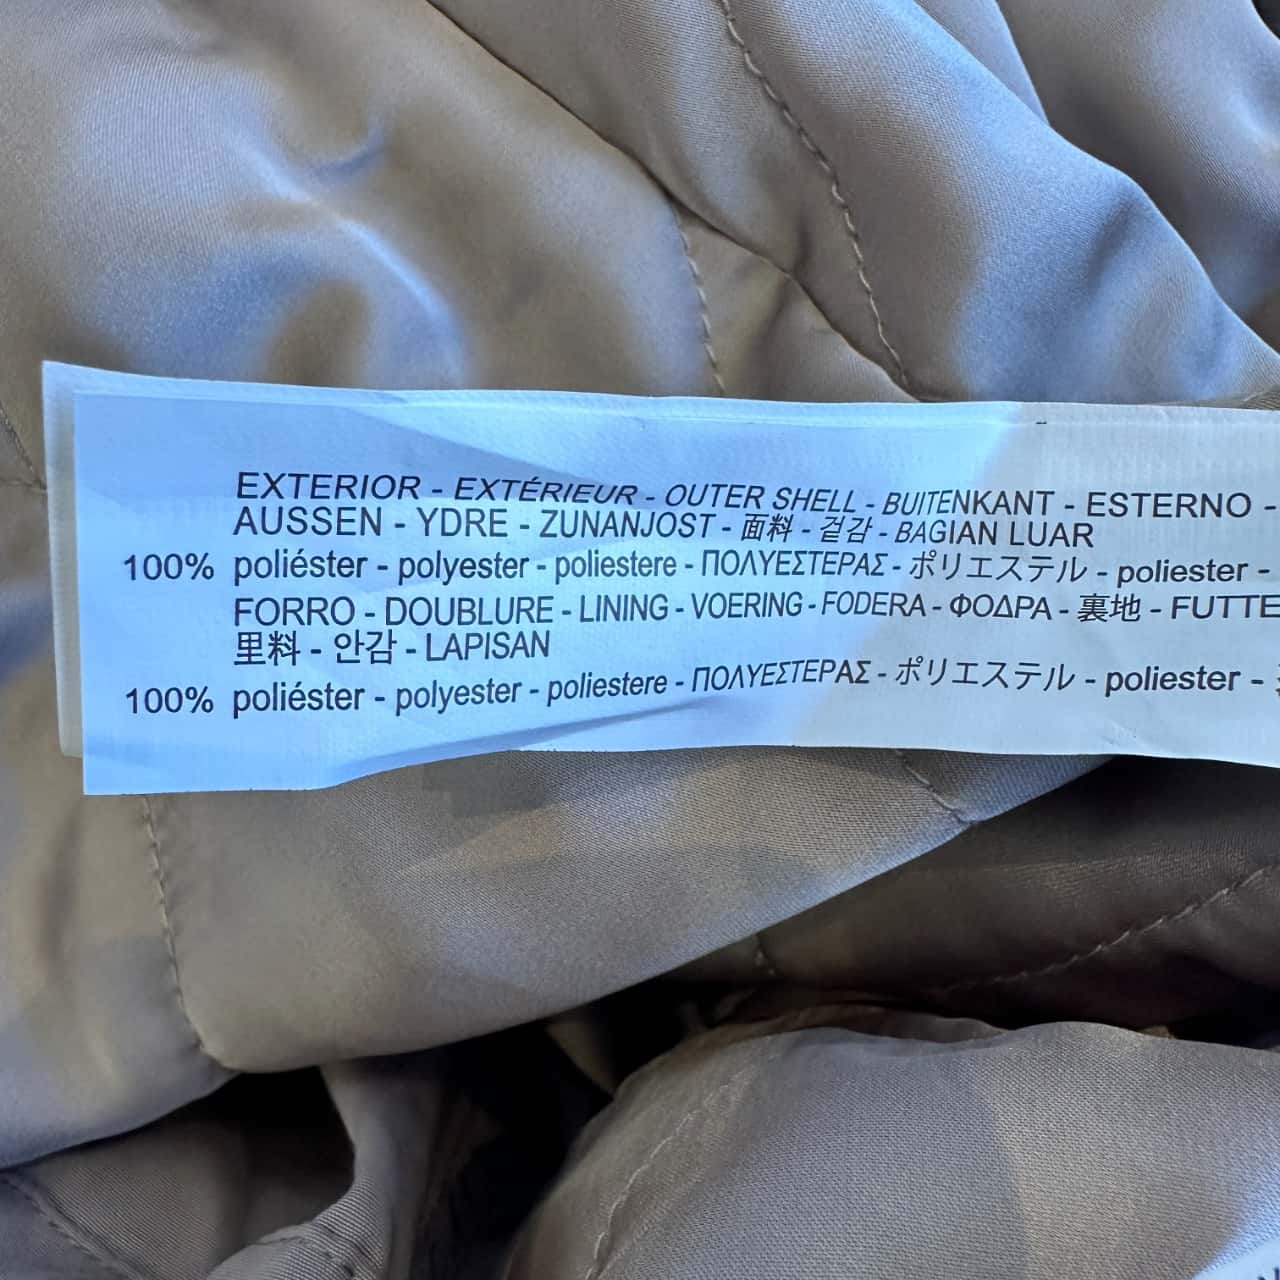 EXTERIOR - EXTÉRIEUR - OUTER SHELL - BUITENKANT - ESTERNO -
AUSSEN - YDRE - ZUNANJOST - 面料 - 겉감 - BAGIAN LUAR
100% poliéster - polyester - poliestere - ΠΟΛΥΕΣΤΕΡΑΣ - ポリエステル - poliester -
FORRO - DOUBLURE - LINING - VOERING - FODERA - ΦΟΔΡΑ - 裏地 - FUTTE
里料 - 안감 - LAPISAN
100% poliéster - polyester - poliestere - ΠΟΛΥΕΣΤΕΡΑΣ - ポリエステル - poliester -